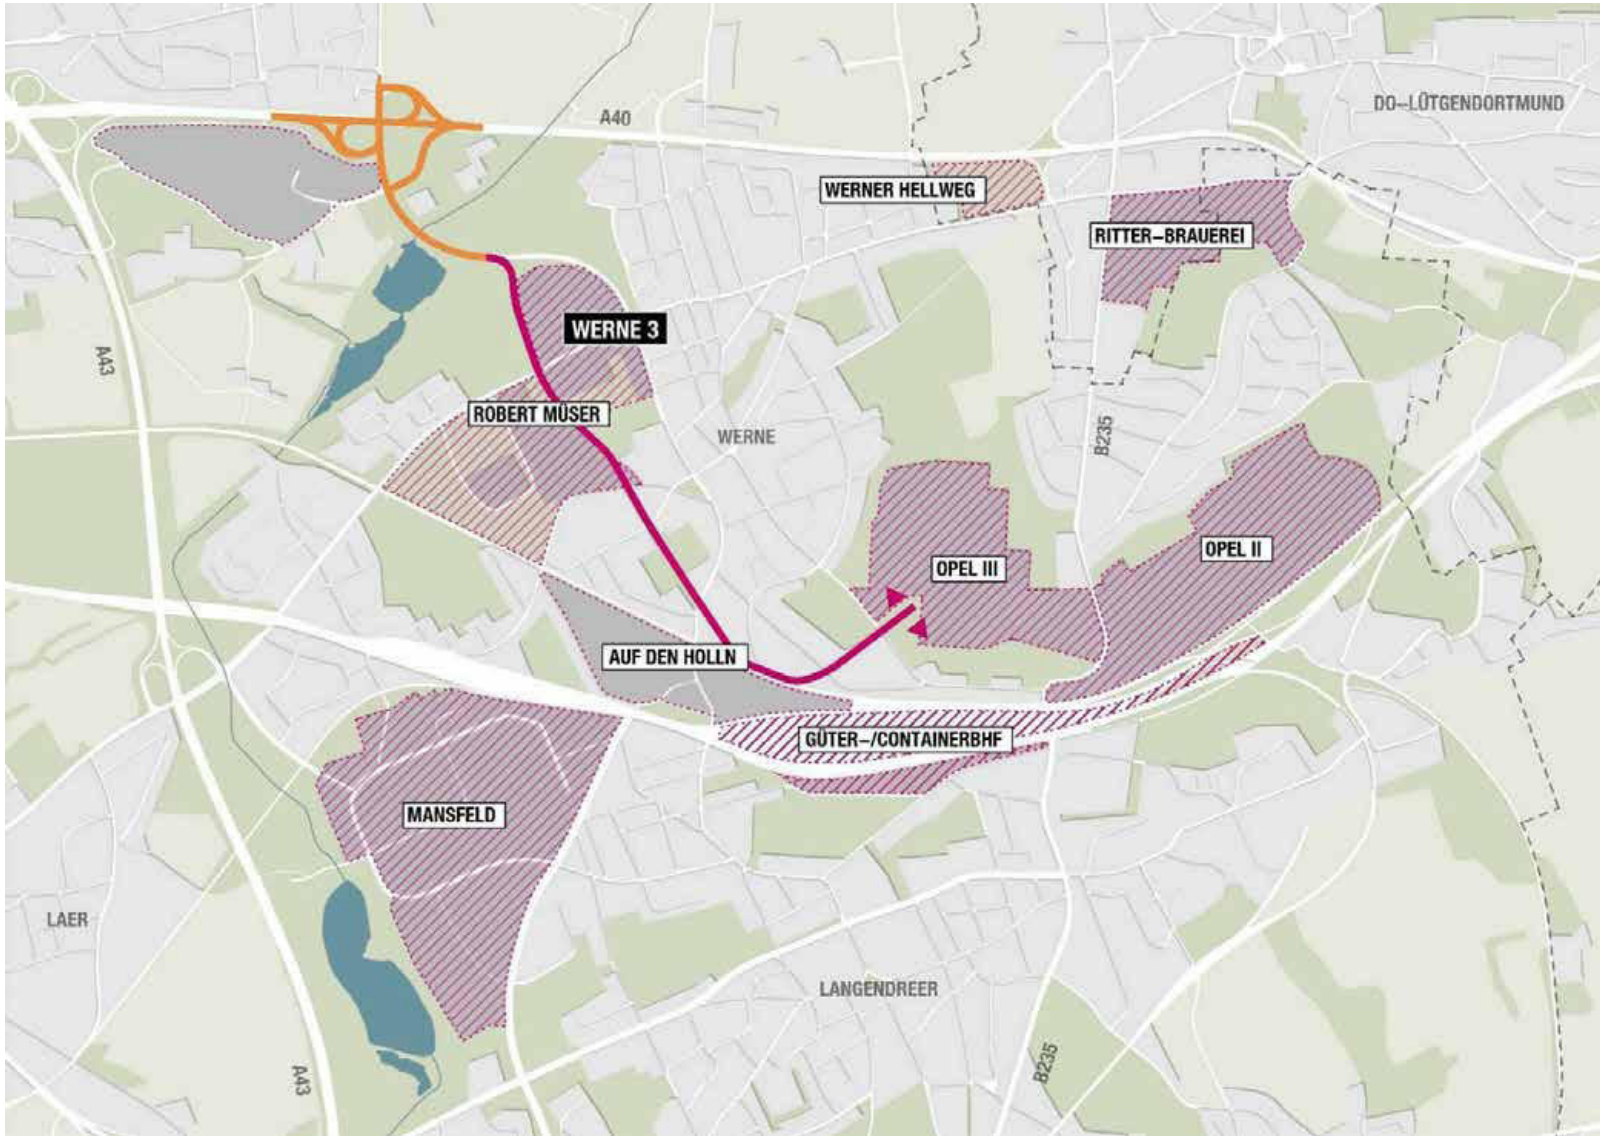 DO–LÜTGENDORTMUND
A40
WERNER HELLWEG
RITTER–BRAUEREI
WERNE 3
A43
ROBERT MÜSER
WERNE
B235
OPEL II
OPEL III
AUF DEN HOLLN
GÜTER–/CONTAINERBHF
MANSFELD
LAER
LANGENDREER
B235
A43